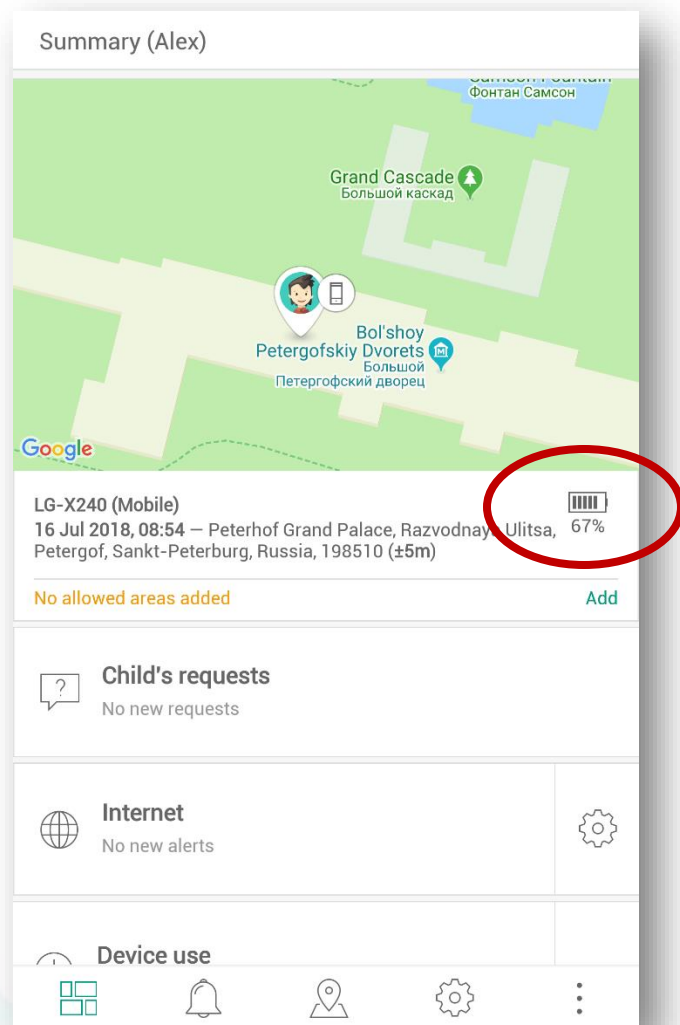 Summary (Alex)
Фонтан Самсон
Grand Cascade
Большой каскад
Bol'shoy
Petergofskiy Dvorets
Большой
Петергофский дворец
Google
LG-X240 (Mobile)
16 Jul 2018, 08:54 — Peterhof Grand Palace, Razvodnaya Ulitsa,
67%
Petergof, Sankt-Peterburg, Russia, 198510 (±5m)
No allowed areas added
Add
?
Child's requests
No new requests
Internet
No new alerts
Device use